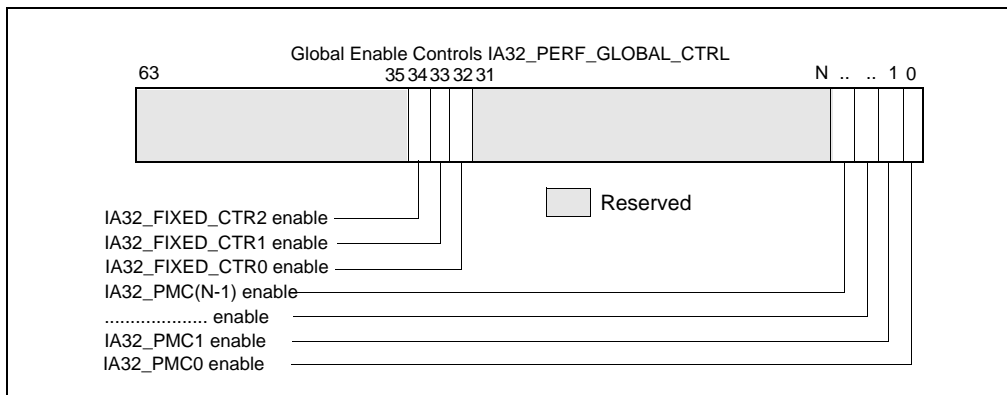 Global Enable Controls IA32_PERF_GLOBAL_CTRL
63 35 34 33 32 31 N .. .. 1 0
Reserved
IA32_FIXED_CTR2 enable
IA32_FIXED_CTR1 enable
IA32_FIXED_CTR0 enable
IA32_PMC(N-1) enable
.................... enable
IA32_PMC1 enable
IA32_PMC0 enable